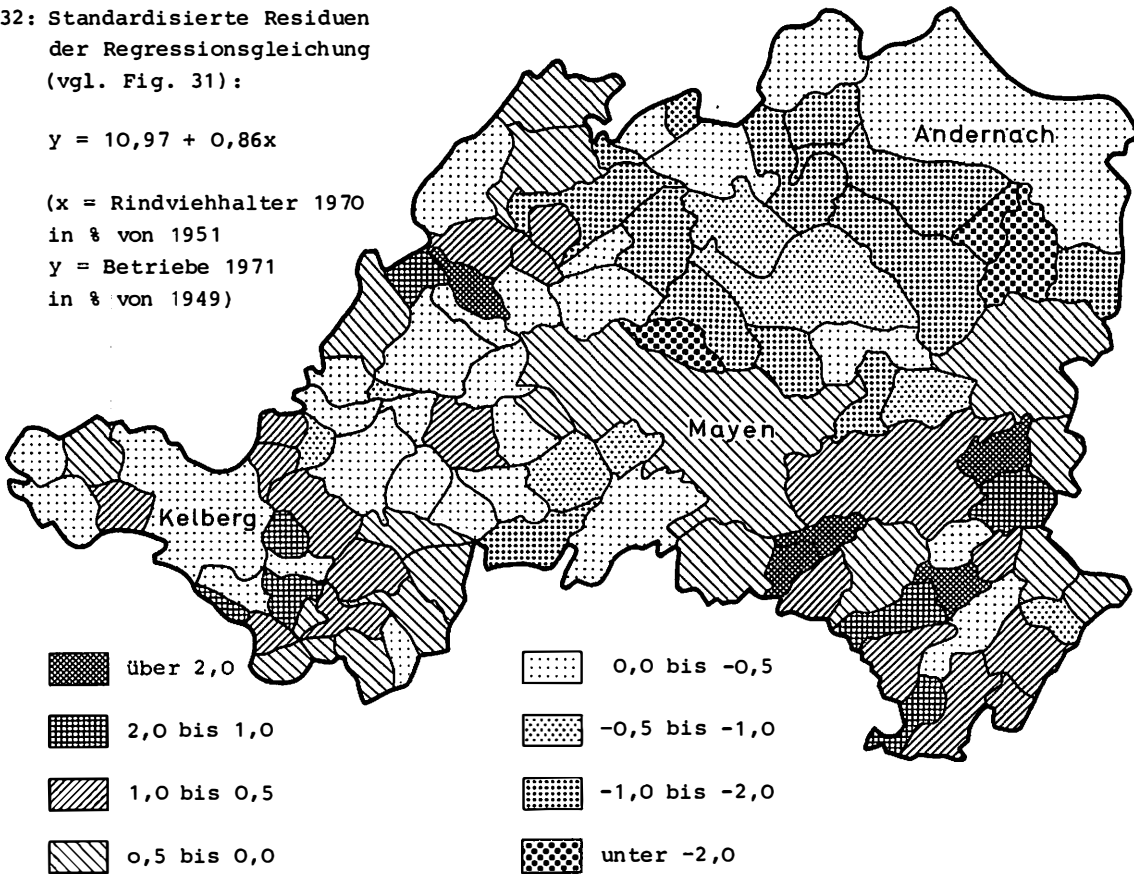 32: Standardisierte Residuen
der Regressionsgleichung
(vgl. Fig. 31):
y = 10,97 + 0,86x
(x = Rindviehhalter 1970
in % von 1951
y = Betriebe 1971
in % von 1949)
Andernach
Mayen
Kelberg
über 2,0
2,0 bis 1,0
1,0 bis 0,5
o,5 bis 0,0
0,0 bis -0,5
-0,5 bis -1,0
-1,0 bis -2,0
unter -2,0